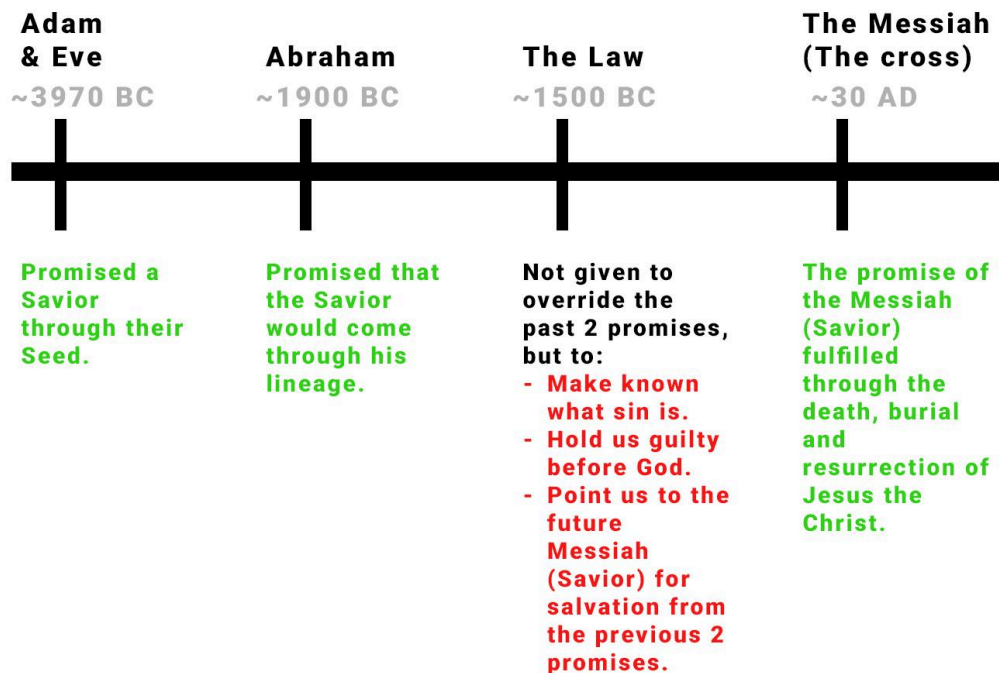 Adam
& Eve
~3970 BC
Abraham
~1900 BC
The Law
~1500 BC
The Messiah
(The cross)
~30 AD
Promised a
Savior
through their
Seed.
Promised that
the Savior
would come
through his
lineage.
Not given to
override the
past 2 promises,
but to:
- Make known
what sin is.
- Hold us guilty
before God.
- Point us to the
future
Messiah
(Savior) for
salvation from
the previous 2
promises.
The promise of
the Messiah
(Savior)
fulfilled
through the
death, burial
and
resurrection of
Jesus the
Christ.